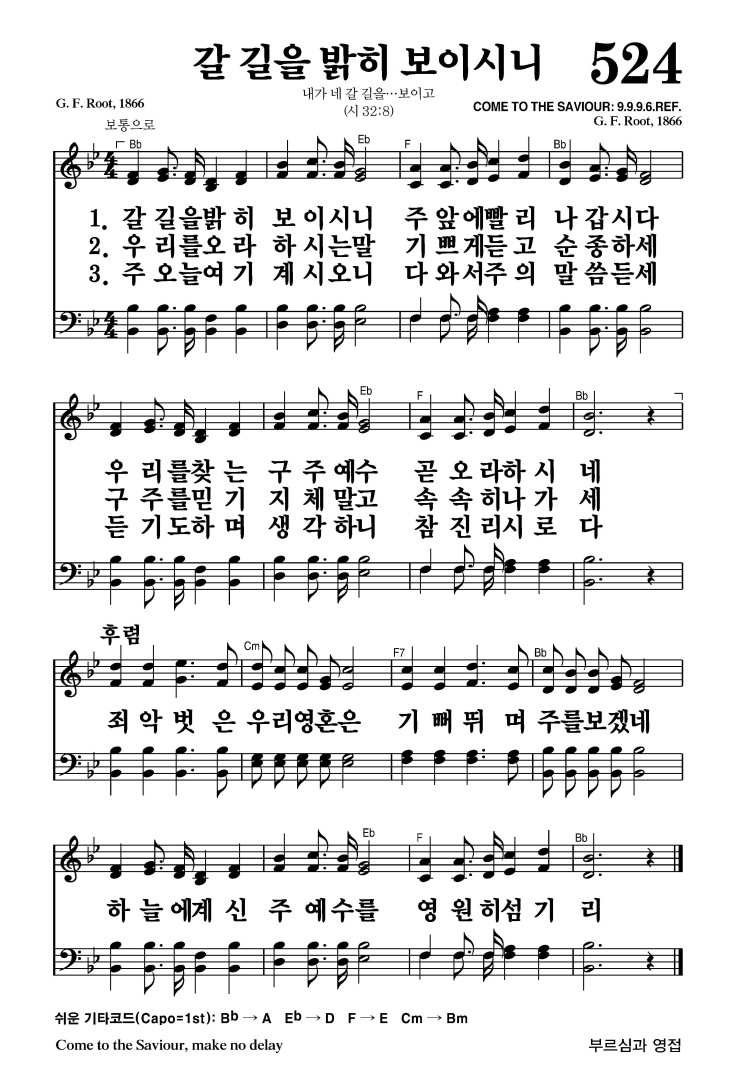 갈 길을 밝히 보이시니 524
내가 네 갈 길을…보이고
(시 32:8)
G. F. Root, 1866
COME TO THE SAVIOUR: 9.9.9.6.REF.
G. F. Root, 1866
보통으로
Bb Eb F Bb
1. 갈 길을밝 히 보 이시니 주 앞에빨 리 나 갑시다
2. 우 리를오 라 하 시는말 기 쁘게듣 고 순 종하세
3. 주 오늘여 기 계 시오니 다 와서주 의 말 씀듣세
Eb F Bb
우 리를찾 는 구 주예수 곧 오 라하 시 네
구 주를믿 기 지 체말고 속 속히나 가 세
듣 기도하 며 생 각하니 참 진리시 로 다
후렴
Cm F7 Bb
죄 악 벗 은 우리영혼은 기 뻐 뛰 며 주를보겠네
Eb F Bb
하 늘에계 신 주 예수를 영 원히섬 기 리
쉬운 기타코드(Capo=1st): Bb → A Eb → D F → E Cm → Bm
Come to the Saviour, make no delay
부르심과 영접